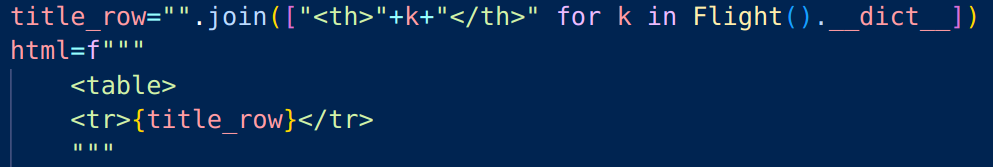 title_row="".join(["<th>"+k+"</th>" for k in Flight().__dict__])
html=f"""
    <table>
    <tr>{title_row}</tr>
    """